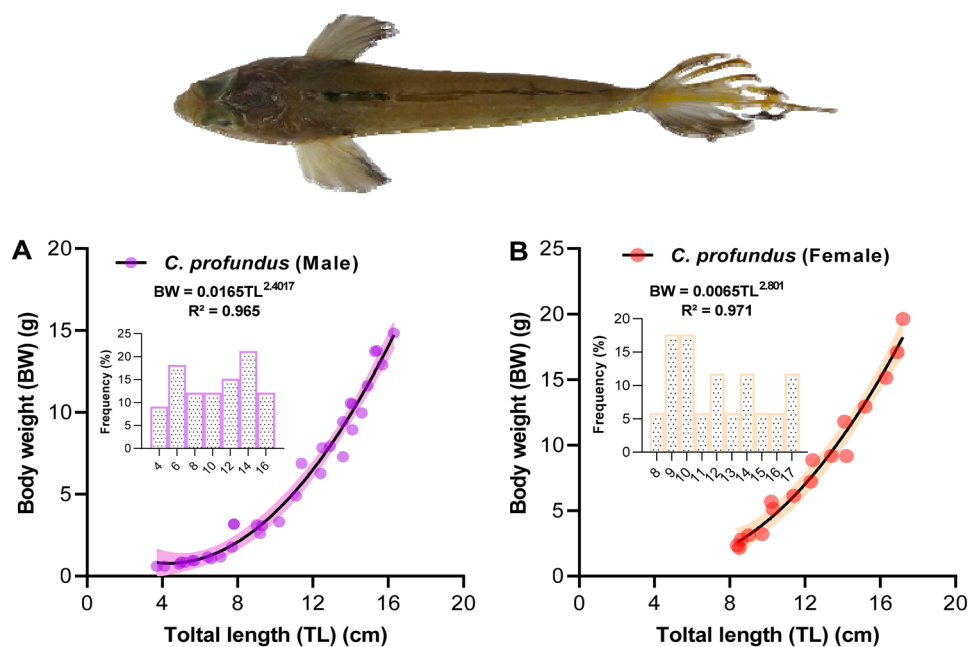 A
C. profundus (Male)
BW = 0.0165TL^2.4017
R² = 0.965
Body weight (BW) (g)
20
15
10
5
0
Frequency (%)
25
20
15
10
5
0
4 6 8 10 12 14 16
0 4 8 12 16 20
Toltal length (TL) (cm)
B
C. profundus (Female)
BW = 0.0065TL^2.801
R² = 0.971
Body weight (BW) (g)
25
20
15
10
5
0
Frequency (%)
20
15
10
5
0
8 9 10 11 12 13 14 15 16 17
0 4 8 12 16 20
Toltal length (TL) (cm)